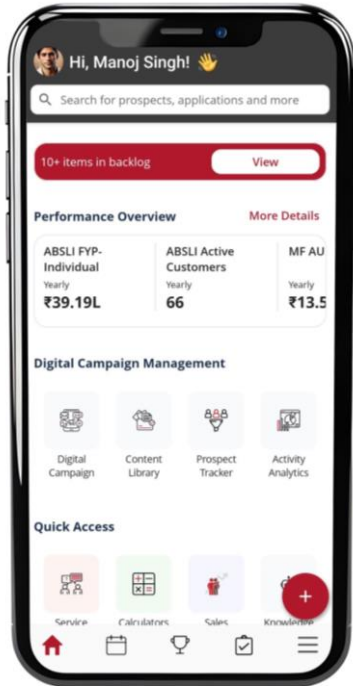 Hi, Manoj Singh! 👋
Search for prospects, applications and more
10+ items in backlog
View
Performance Overview
More Details
ABSLI FYP-
Individual
Yearly
₹39.19L
ABSLI Active
Customers
Yearly
66
MF AU
Yearly
₹13.5
Digital Campaign Management
Digital
Campaign
Content
Library
Prospect
Tracker
Activity
Analytics
Quick Access
Service
Calculators
Sales
Knowledge
+